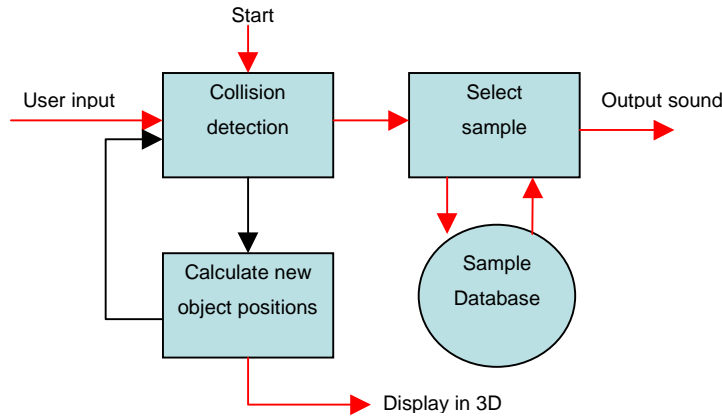 Start
User input
Collision
detection
Select
sample
Output sound
Calculate new
object positions
Sample
Database
Display in 3D